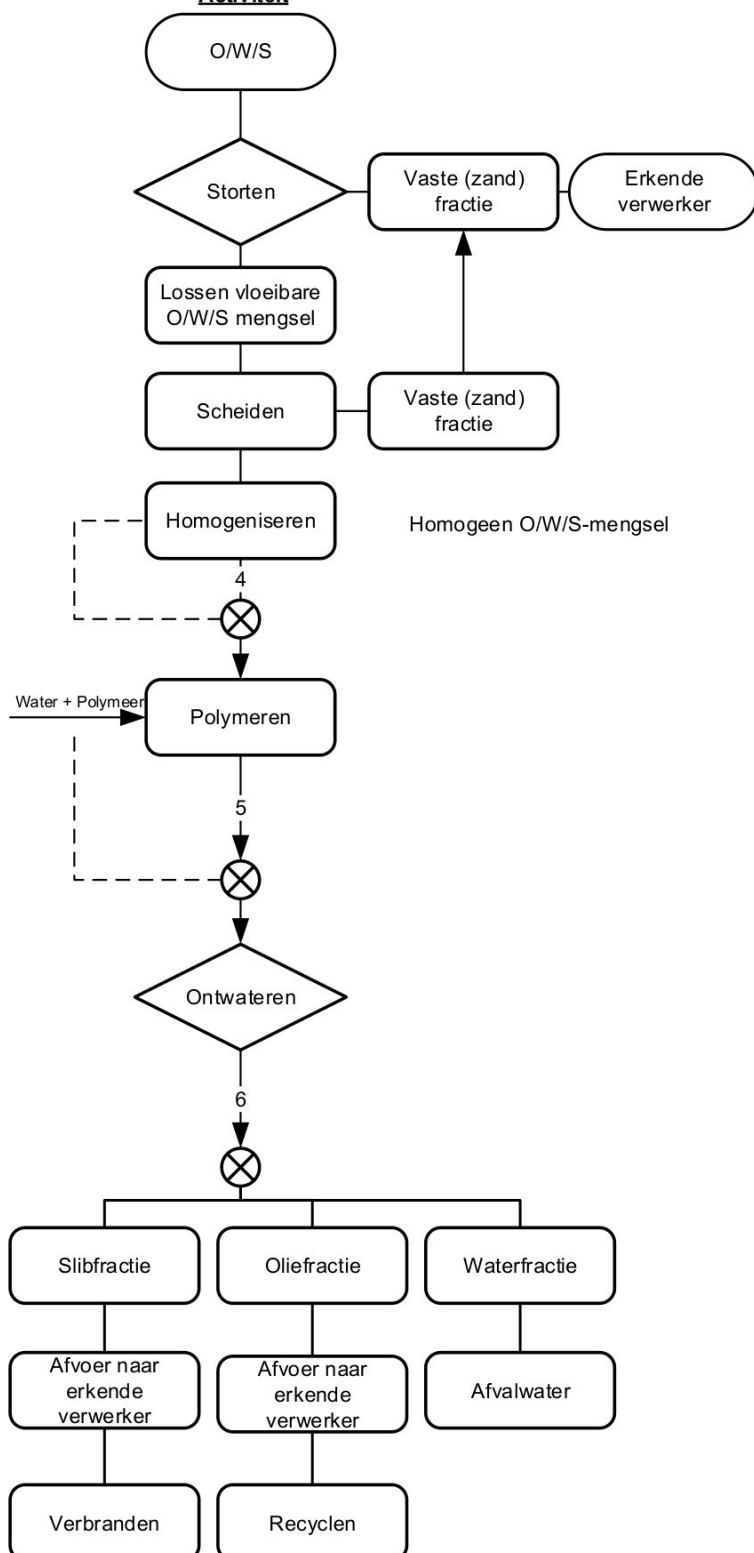 Activiteit
O/W/S
Storten
Vaste (zand)
fractie
Erkende
verwerker
Lossen vloeibare
O/W/S mengsel
Scheiden
Vaste (zand)
fractie
Homogeniseren
Homogeen O/W/S-mengsel
4
Water + Polymeer
Polymeren
5
Ontwateren
6
Slibfractie
Oliefractie
Waterfractie
Afvoer naar
erkende
verwerker
Afvoer naar
erkende
verwerker
Afvalwater
Verbranden
Recyclen